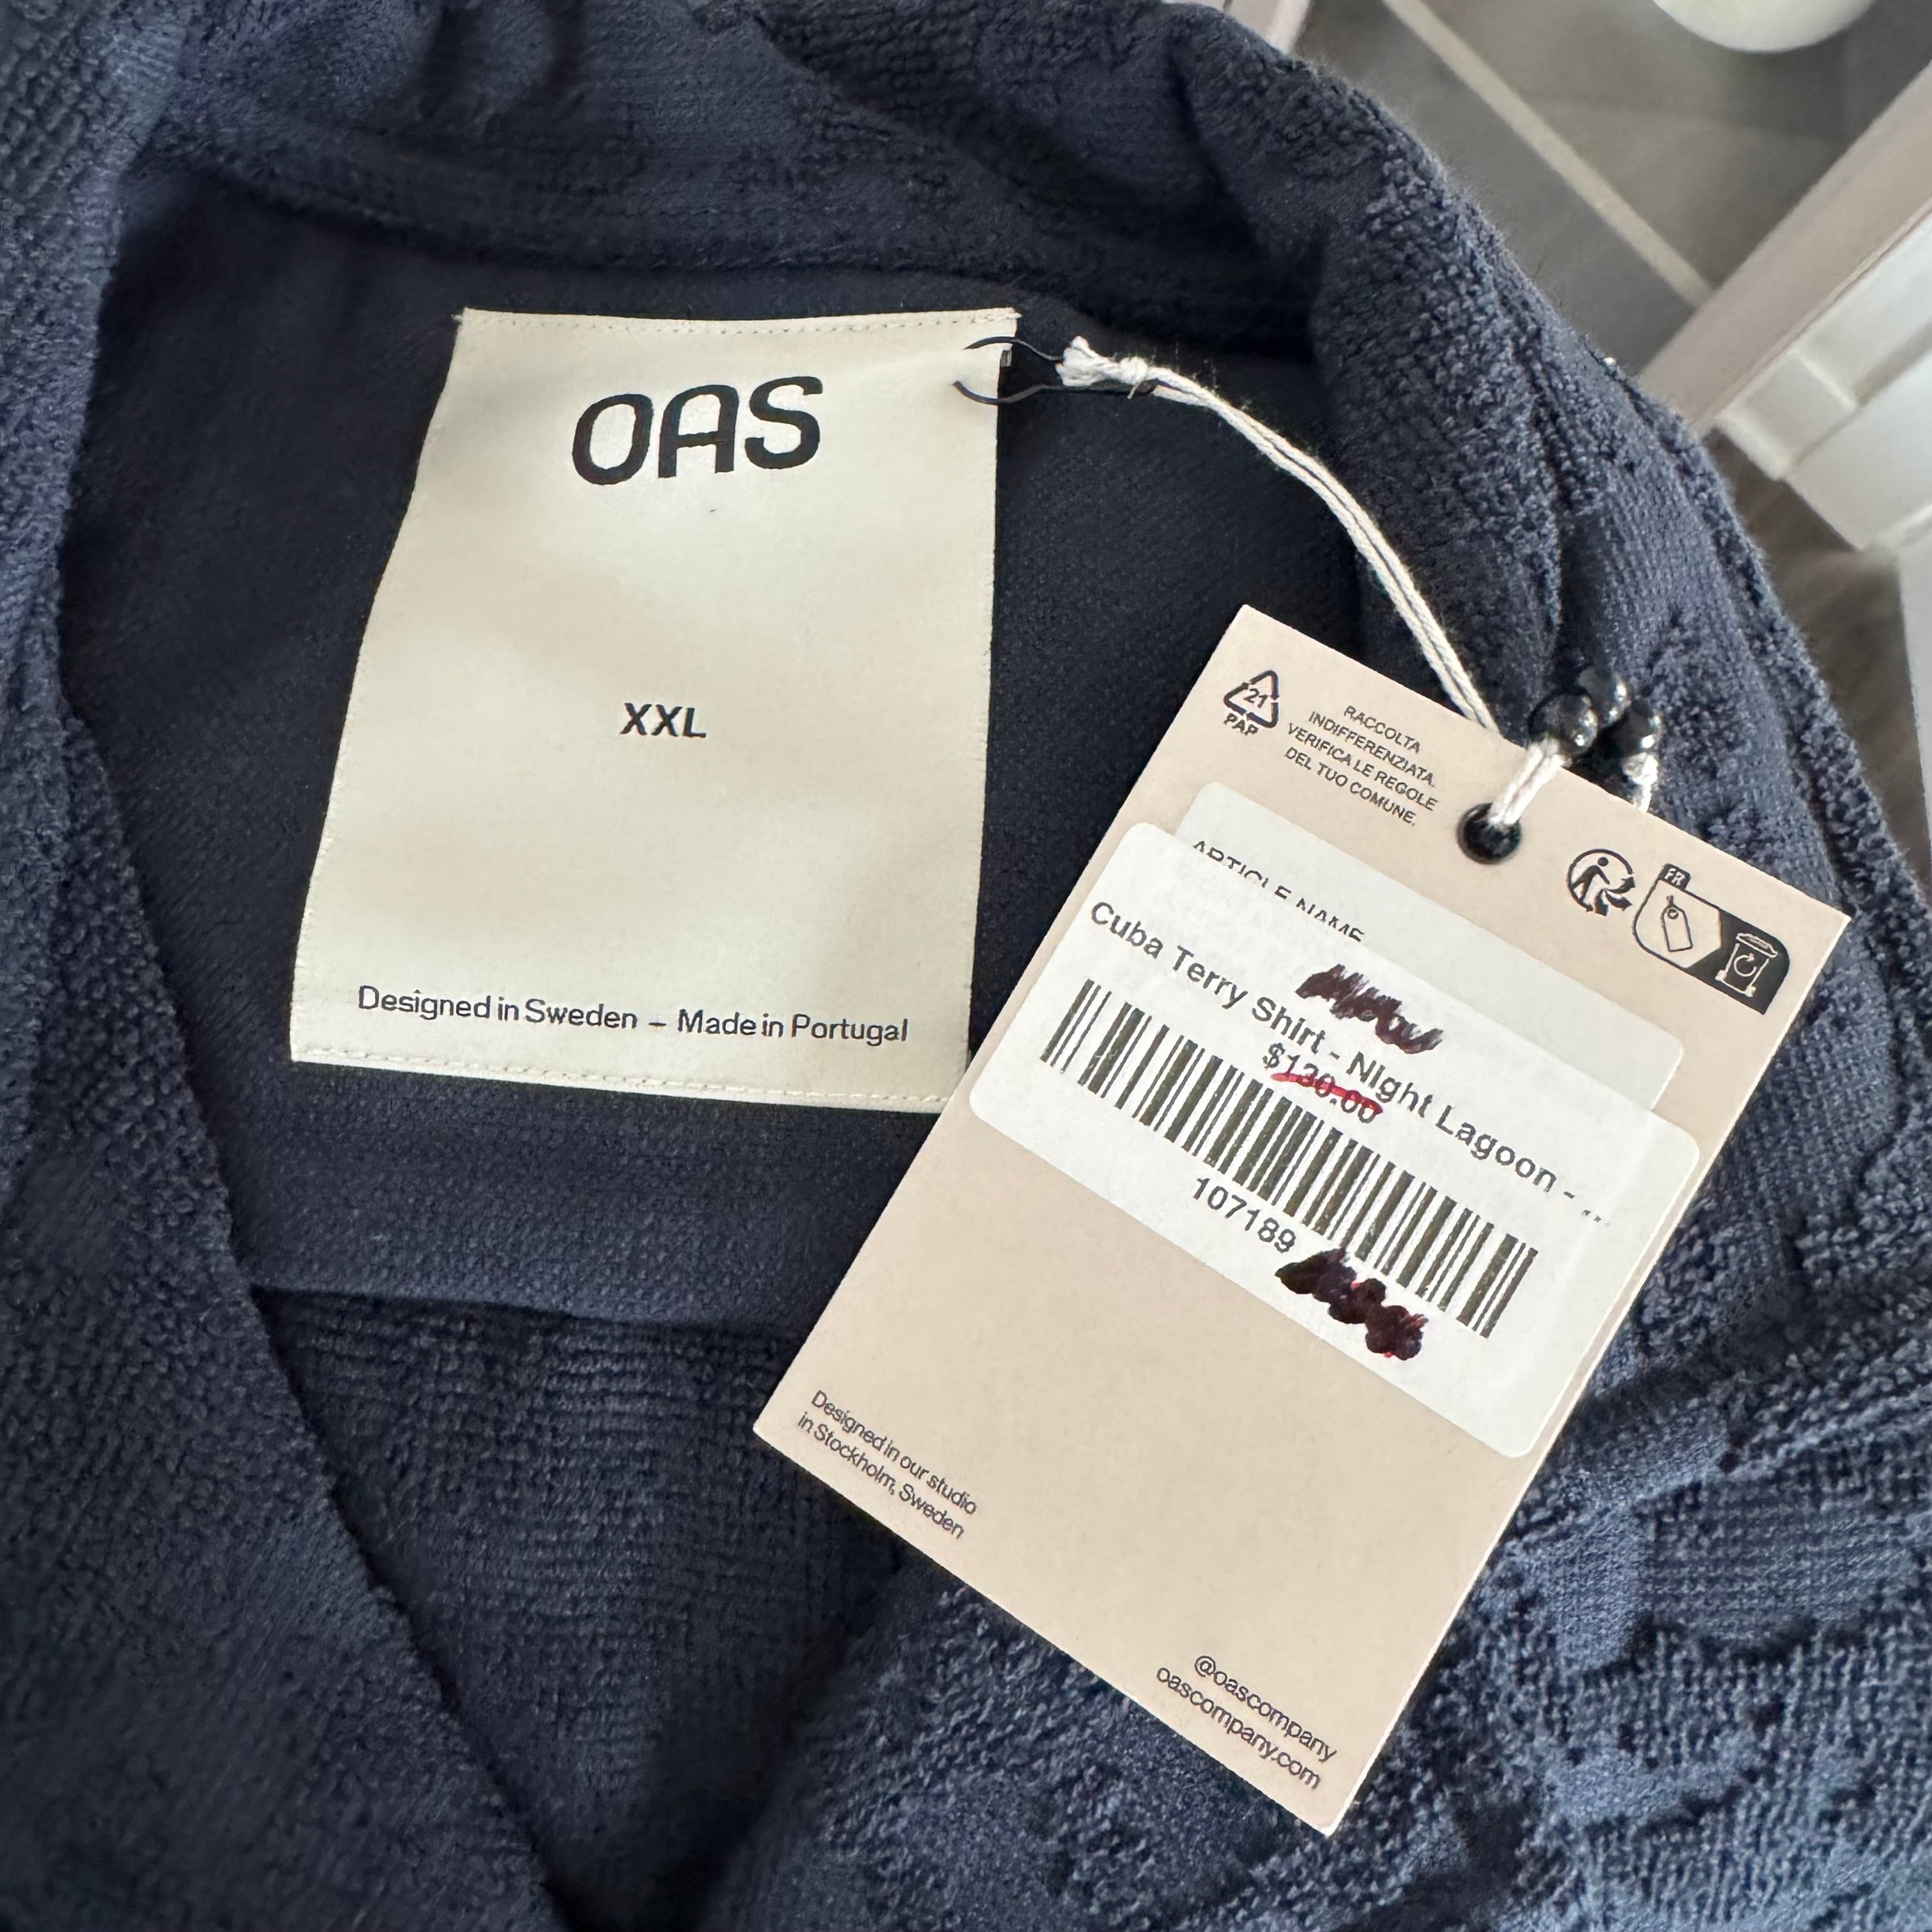 OAS
XXL
Designed in Sweden – Made in Portugal
21
PAP
RACCOLTA
INDIFFERENZIATA.
VERIFICA LE REGOLE
DEL TUO COMUNE.
FR
ARTICLE NAME
Cuba Terry Shirt - Night Lagoon -
$130.00
107189
Designed in our studio
in Stockholm, Sweden
@oascompany
oascompany.com